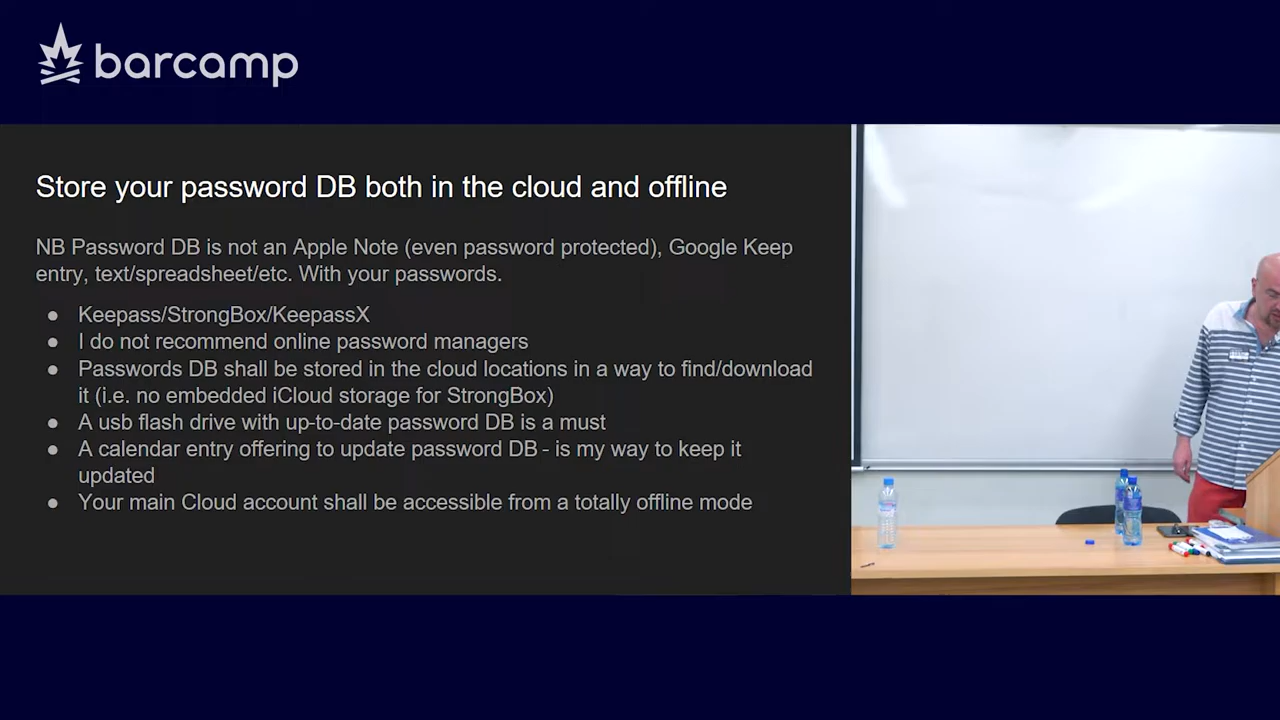 barcamp
Store your password DB both in the cloud and offline
NB Password DB is not an Apple Note (even password protected), Google Keep
entry, text/spreadsheet/etc. With your passwords.
● Keepass/StrongBox/KeepassX
● I do not recommend online password managers
● Passwords DB shall be stored in the cloud locations in a way to find/download
it (i.e. no embedded iCloud storage for StrongBox)
● A usb flash drive with up-to-date password DB is a must
● A calendar entry offering to update password DB - is my way to keep it
updated
● Your main Cloud account shall be accessible from a totally offline mode